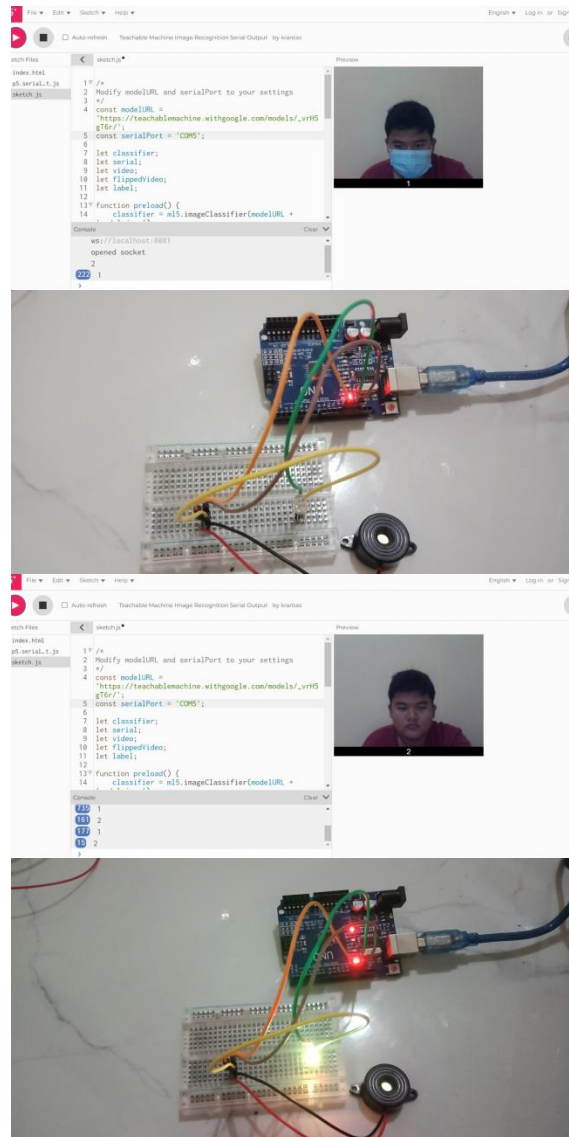 File ▾ Edit ▾ Sketch ▾ Help ▾ English ▾ Log in or Sign
Auto-refresh Teachable Machine Image Recognition Serial Output by krantas
etch Files
sketch.js
Preview
index.html
p5.serial_t.js
sketch.js
1 /*
2 Modify modelURL and serialPort to your settings
3 */
4 const modelURL =
'https://teachablemachine.withgoogle.com/models/_vrH5
gT6r/';
5 const serialPort = 'COM5';
6
7 let classifier;
8 let serial;
9 let video;
10 let flippedVideo;
11 let label;
12
13 function preload() {
14 classifier = ml5.imageClassifier(modelURL +
1
Console
Clear
ws://localhost:8081
opened socket
2
222 1
>
UNO
File ▾ Edit ▾ Sketch ▾ Help ▾ English ▾ Log in or Sign
Auto-refresh Teachable Machine Image Recognition Serial Output by krantas
etch Files
sketch.js
Preview
index.html
p5.serial_t.js
sketch.js
1 /*
2 Modify modelURL and serialPort to your settings
3 */
4 const modelURL =
'https://teachablemachine.withgoogle.com/models/_vrH5
gT6r/';
5 const serialPort = 'COM5';
6
7 let classifier;
8 let serial;
9 let video;
10 let flippedVideo;
11 let label;
12
13 function preload() {
14 classifier = ml5.imageClassifier(modelURL +
2
Console
Clear
735 1
161 2
177 1
15 2
>
UNO